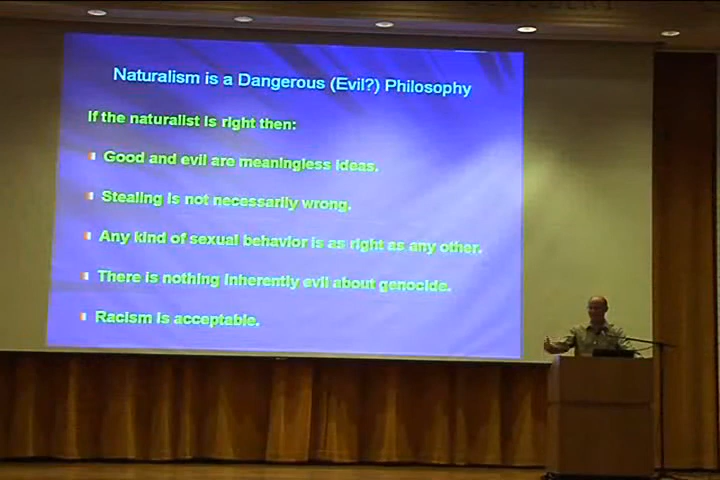 Naturalism is a Dangerous (Evil?) Philosophy
If the naturalist is right then:
Good and evil are meaningless ideas.
Stealing is not necessarily wrong.
Any kind of sexual behavior is as right as any other.
There is nothing inherently evil about genocide.
Racism is acceptable.